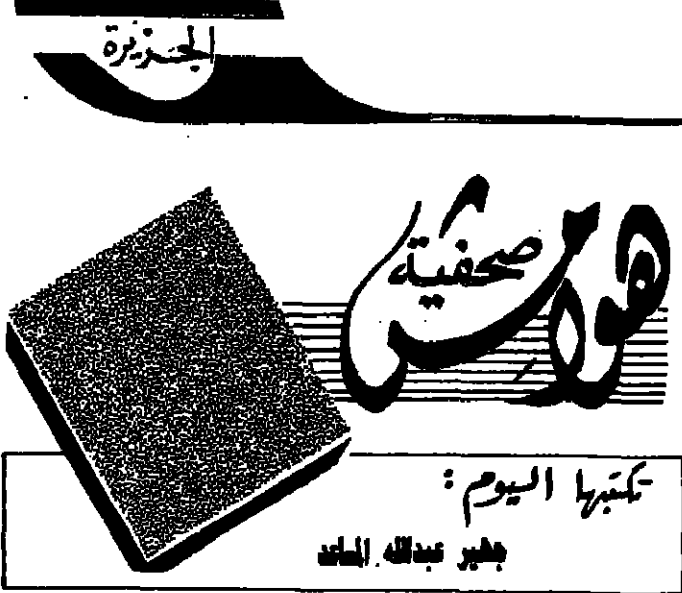 الجزيرة
هوامش
صحفية
تكتبها اليوم :
جهير عبدالله المساعد